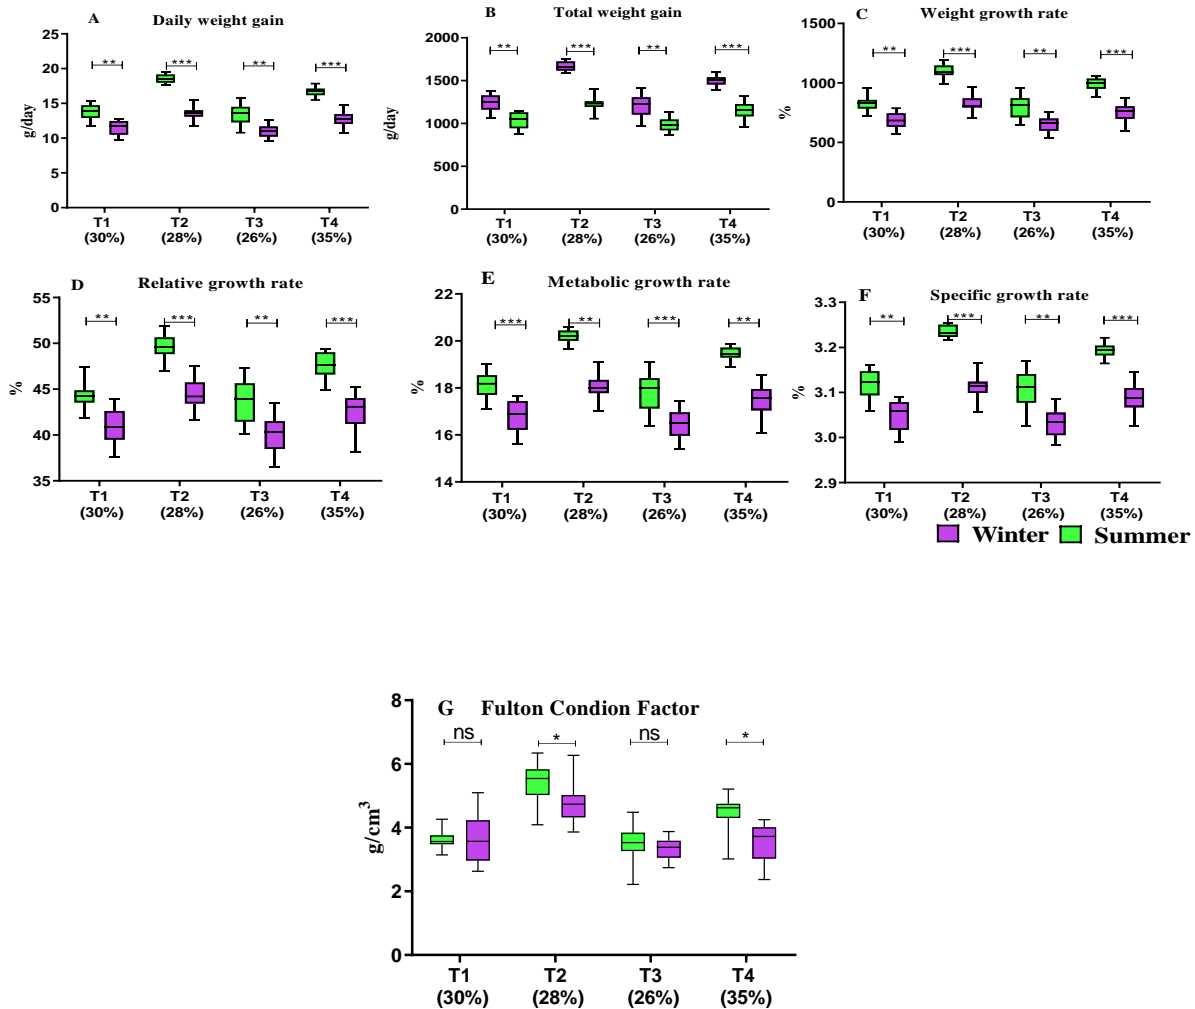 A Daily weight gain
g/day
25
20
15
10
5
0
** *** ** ***
T1 T2 T3 T4
(30%) (28%) (26%) (35%)
B Total weight gain
g/day
2000
1500
1000
500
0
** *** ** ***
T1 T2 T3 T4
(30%) (28%) (26%) (35%)
C Weight growth rate
%
1500
1000
500
0
** *** ** ***
T1 T2 T3 T4
(30%) (28%) (26%) (35%)
D Relative growth rate
%
55
50
45
40
35
** *** ** ***
T1 T2 T3 T4
(30%) (28%) (26%) (35%)
E Metabolic growth rate
%
22
20
18
16
14
*** ** *** **
T1 T2 T3 T4
(30%) (28%) (26%) (35%)
F Specific growth rate
%
3.3
3.2
3.1
3.0
2.9
** *** ** ***
T1 T2 T3 T4
(30%) (28%) (26%) (35%)
Winter Summer
G Fulton Condion Factor
g/cm³
8
6
4
2
0
ns * ns *
T1 T2 T3 T4
(30%) (28%) (26%) (35%)